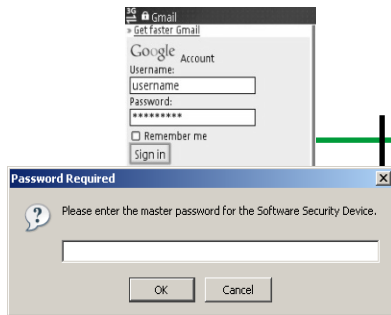 3G Gmail
» Get faster Gmail
Google Account
Username:
username
Password:
*********
Remember me
Sign in
Password Required
Please enter the master password for the Software Security Device.
OK
Cancel